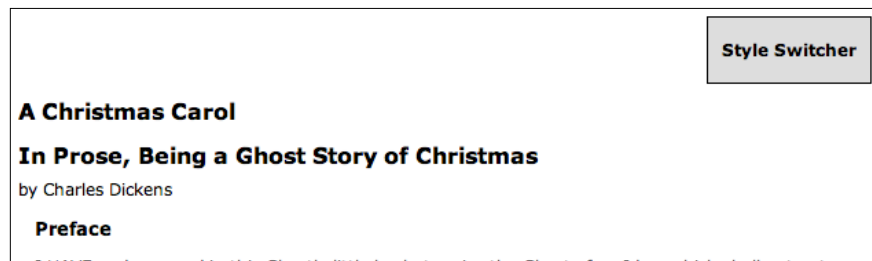 Style Switcher
A Christmas Carol
In Prose, Being a Ghost Story of Christmas
by Charles Dickens
Preface